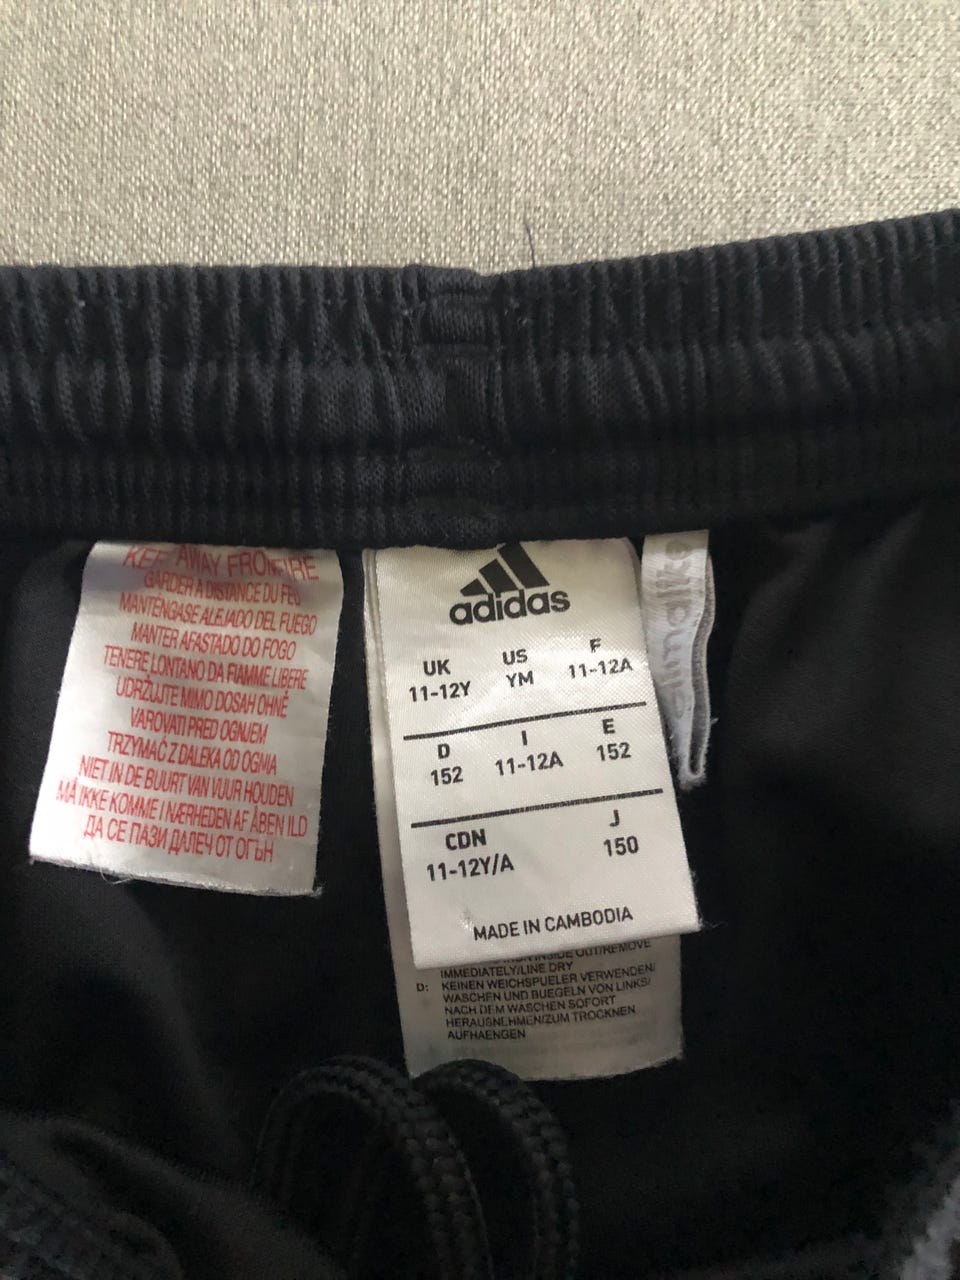 KEEP AWAY FROM FIRE
GARDER A DISTANCE DU FEU
MANTENGASE ALEJADO DEL FUEGO
MANTER AFASTADO DO FOGO
TENERE LONTANO DA FIAMME LIBERE
UDRŽUJTE MIMO DOSAH OHNĚ
VAROVATI PRED OGNJEM
TRZYMAĆ Z DALEKA OD OGNIA
NIET IN DE BUURT VAN VUUR HOUDEN
MÅ IKKE KOMME I NÆRHEDEN AF ÅBEN ILD
ДА СЕ ПАЗИ ДАЛЕЧ ОТ ОГЪН
adidas
UK US F
11-12Y YM 11-12A
D I E
152 11-12A 152
CDN J
11-12Y/A 150
MADE IN CAMBODIA
INSIDE OUT/REMOVE
IMMEDIATELY/LINE DRY
D: KEINEN WEICHSPUELER VERWENDEN/
WASCHEN UND BUEGELN VON LINKS/
NACH DEM WASCHEN SOFORT
HERAUSNEHMEN/ZUM TROCKNEN
AUFHAENGEN